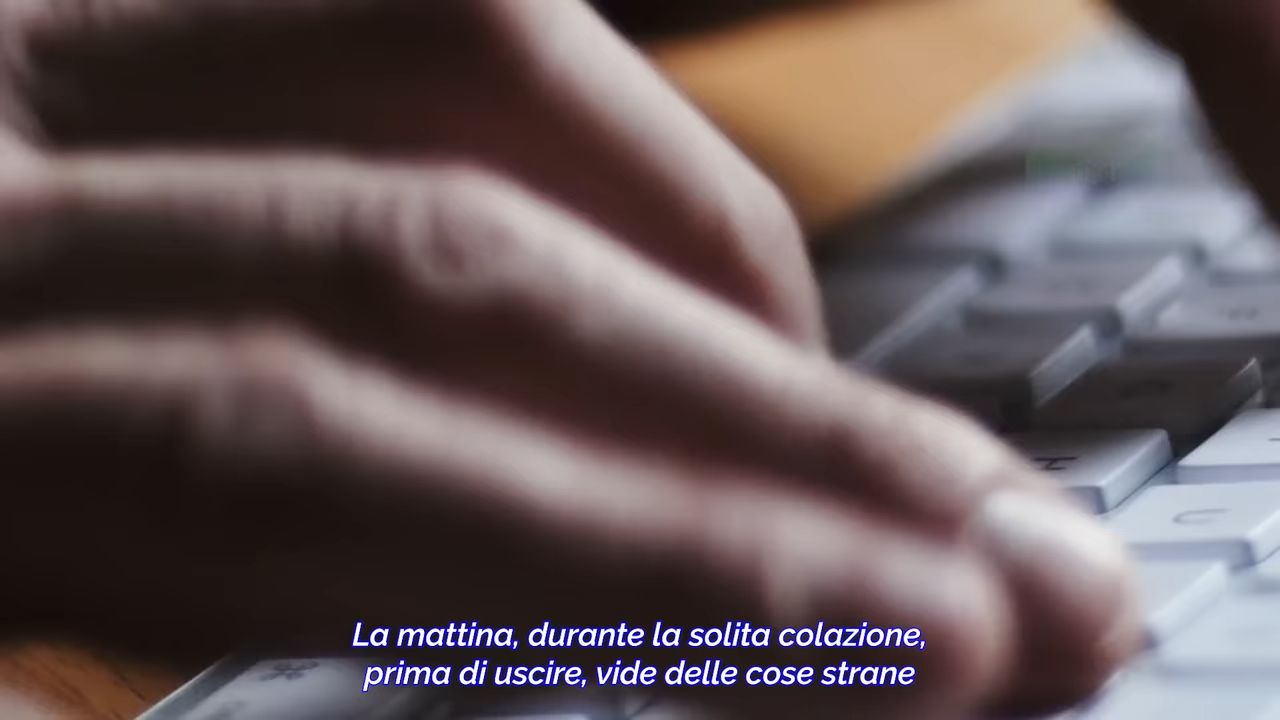 H
U
La mattina, durante la solita colazione,
prima di uscire, vide delle cose strane